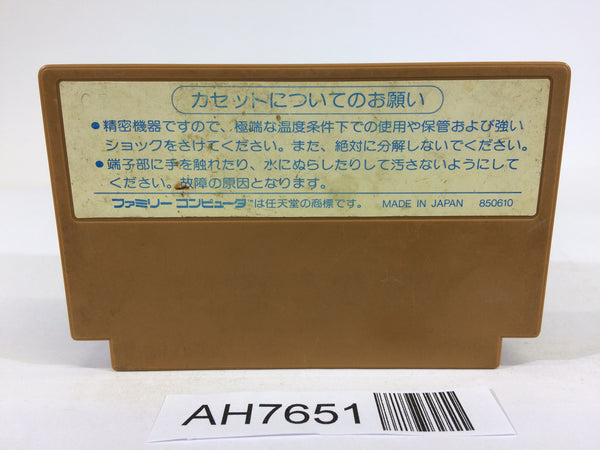 カセットについてのお願い
●精密機器ですので、極端な温度条件下での使用や保管および強い
ショックをさけてください。また、絶対に分解しないでください。
●端子部に手を触れたり、水にぬらしたりして汚さないようにして
ください。故障の原因となります。
ファミリーコンピュータ™は任天堂の商標です。 MADE IN JAPAN 850610
AH7651